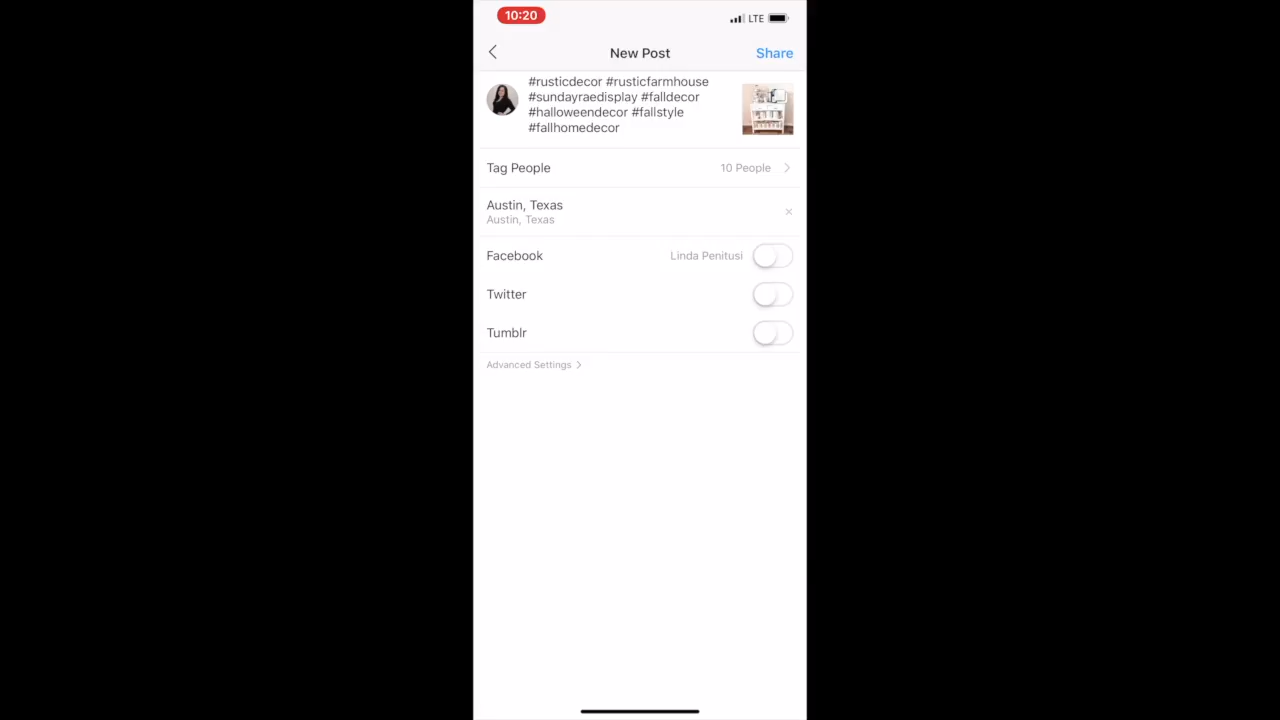 10:20
LTE
New Post
Share
#rusticdecor #rusticfarmhouse
#sundayraedisplay #falldecor
#halloweendecor #fallstyle
#fallhomedecor
Tag People
10 People
Austin, Texas
Austin, Texas
Facebook
Linda Penitusi
Twitter
Tumblr
Advanced Settings